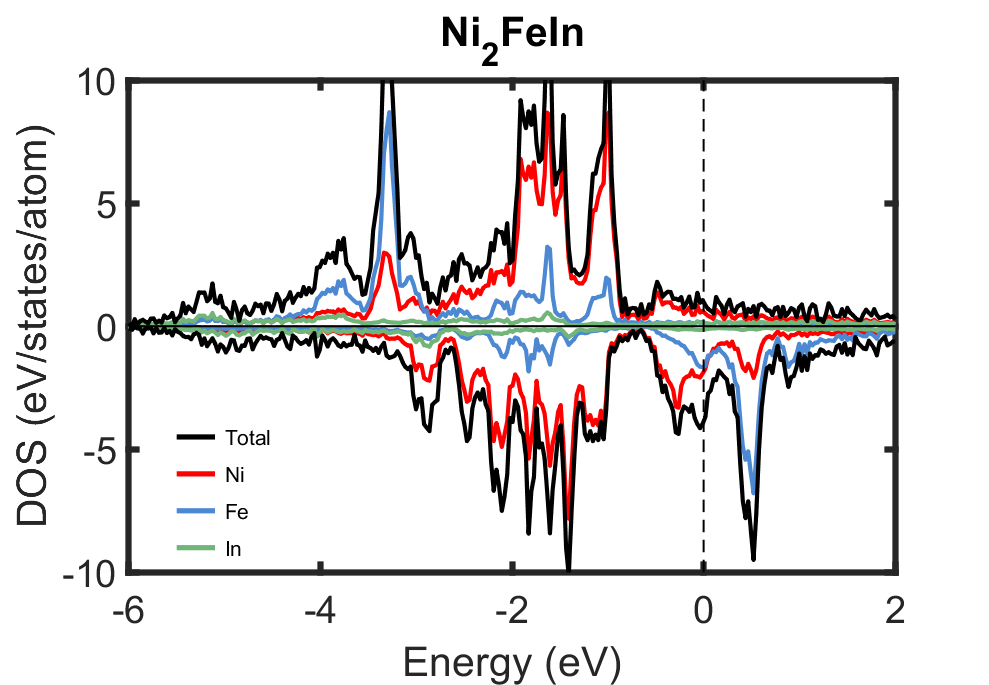 Ni₂FeIn
DOS (eV/states/atom)
10
5
0
-5
-10
Total
Ni
Fe
In
-6 -4 -2 0 2
Energy (eV)